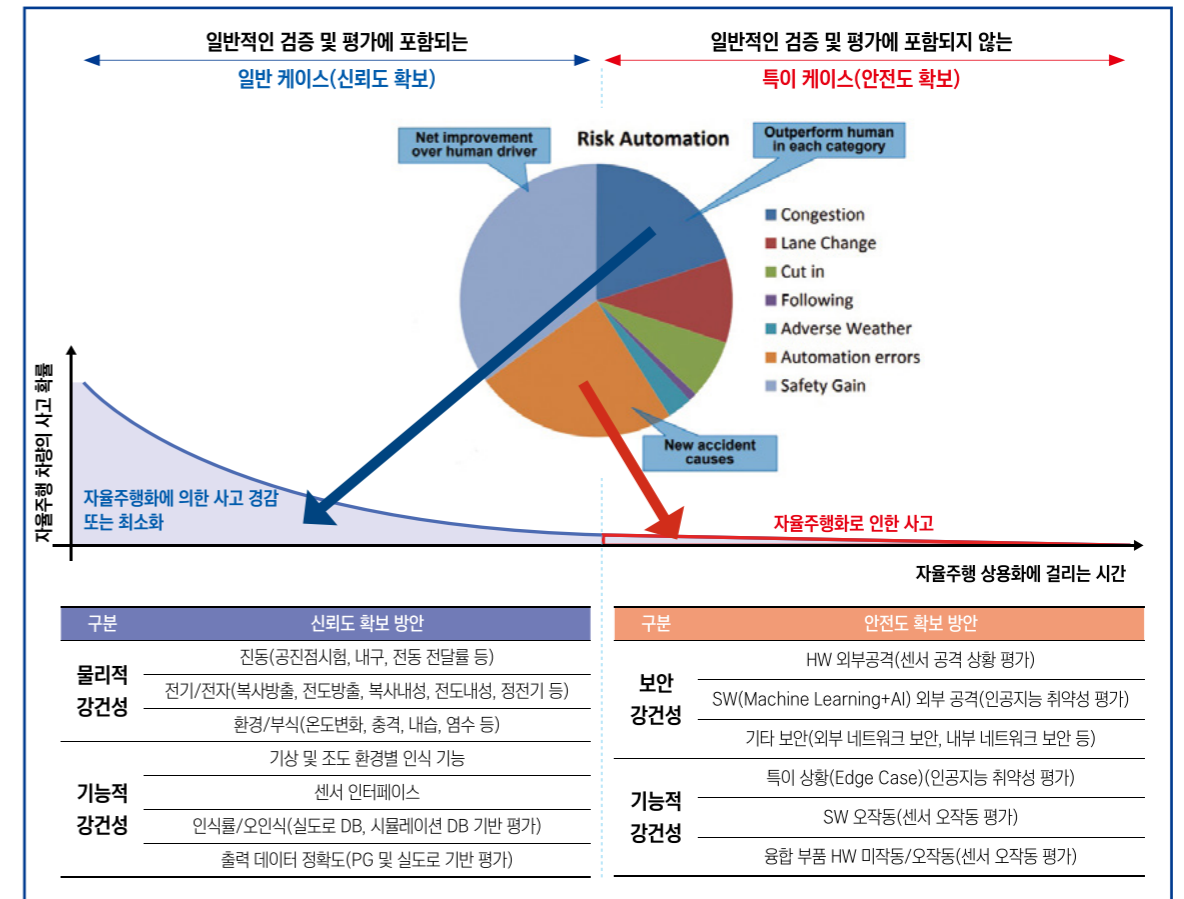 일반적인 검증 및 평가에 포함되는
일반 케이스(신뢰도 확보)
일반적인 검증 및 평가에 포함되지 않는
특이 케이스(안전도 확보)
Net improvement
over human driver
Risk Automation
Outperform human
in each category
Congestion
Lane Change
Cut in
Following
Adverse Weather
Automation errors
Safety Gain
New accident
causes
자율주행 차량의 사고 확률
자율주행화에 의한 사고 경감
또는 최소화
자율주행화로 인한 사고
자율주행 상용화에 걸리는 시간
구분 신뢰도 확보 방안
물리적
강건성
진동(공진점시험, 내구, 전동 전달률 등)
전기/전자(복사방출, 전도방출, 복사내성, 전도내성, 정전기 등)
환경/부식(온도변화, 충격, 내습, 염수 등)
기능적
강건성
기상 및 조도 환경별 인식 기능
센서 인터페이스
인식률/오인식(실도로 DB, 시뮬레이션 DB 기반 평가)
출력 데이터 정확도(PG 및 실도로 기반 평가)
구분 안전도 확보 방안
보안
강건성
HW 외부공격(센서 공격 상황 평가)
SW(Machine Learning+AI) 외부 공격(인공지능 취약성 평가)
기타 보안(외부 네트워크 보안, 내부 네트워크 보안 등)
기능적
강건성
특이 상황(Edge Case)(인공지능 취약성 평가)
SW 오작동(센서 오작동 평가)
융합 부품 HW 미작동/오작동(센서 오작동 평가)